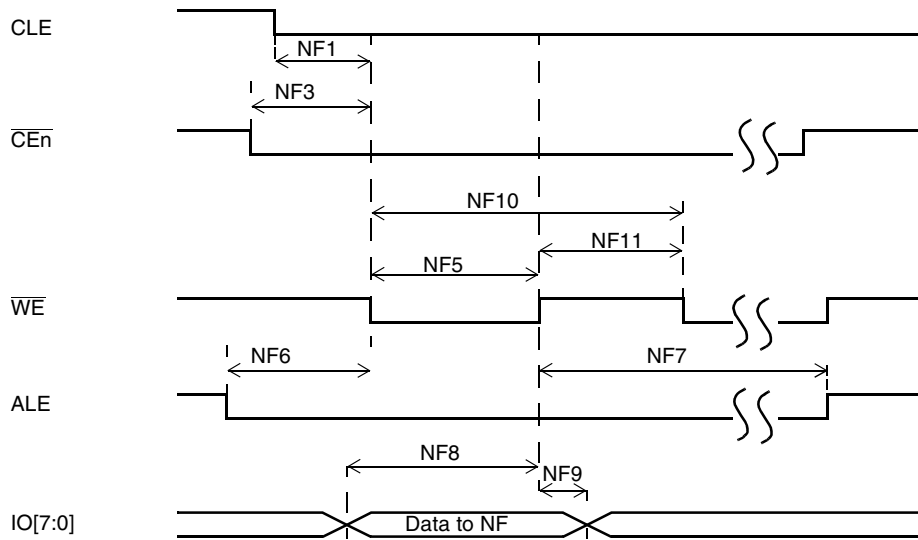 CLE
NF1
NF3
CEn
NF10
NF11
NF5
WE
NF6
NF7
ALE
NF8
NF9
IO[7:0]
Data to NF